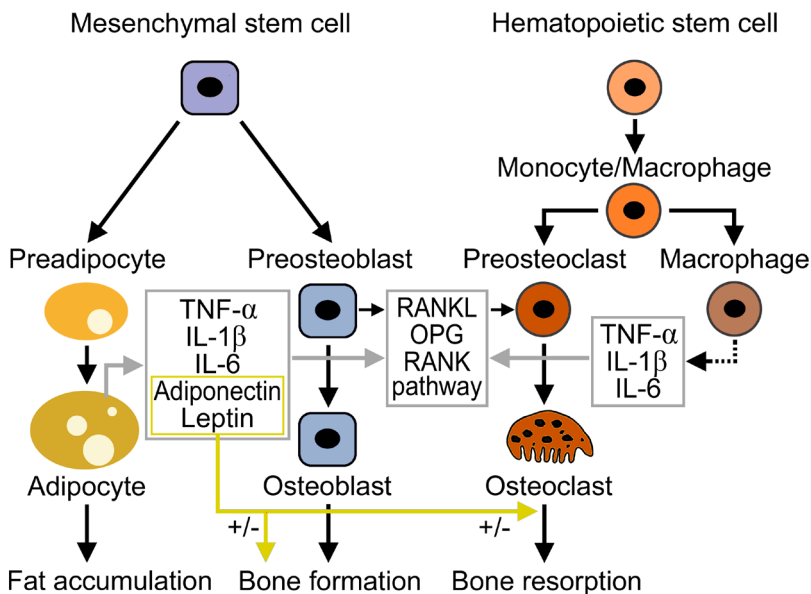 Mesenchymal stem cell
Hematopoietic stem cell
Monocyte/Macrophage
Preadipocyte
Preosteoblast
Preosteoclast
Macrophage
TNF-α
IL-1β
IL-6
Adiponectin
Leptin
RANKL
OPG
RANK
pathway
TNF-α
IL-1β
IL-6
Adipocyte
Osteoblast
Osteoclast
+/-
+/-
Fat accumulation
Bone formation
Bone resorption